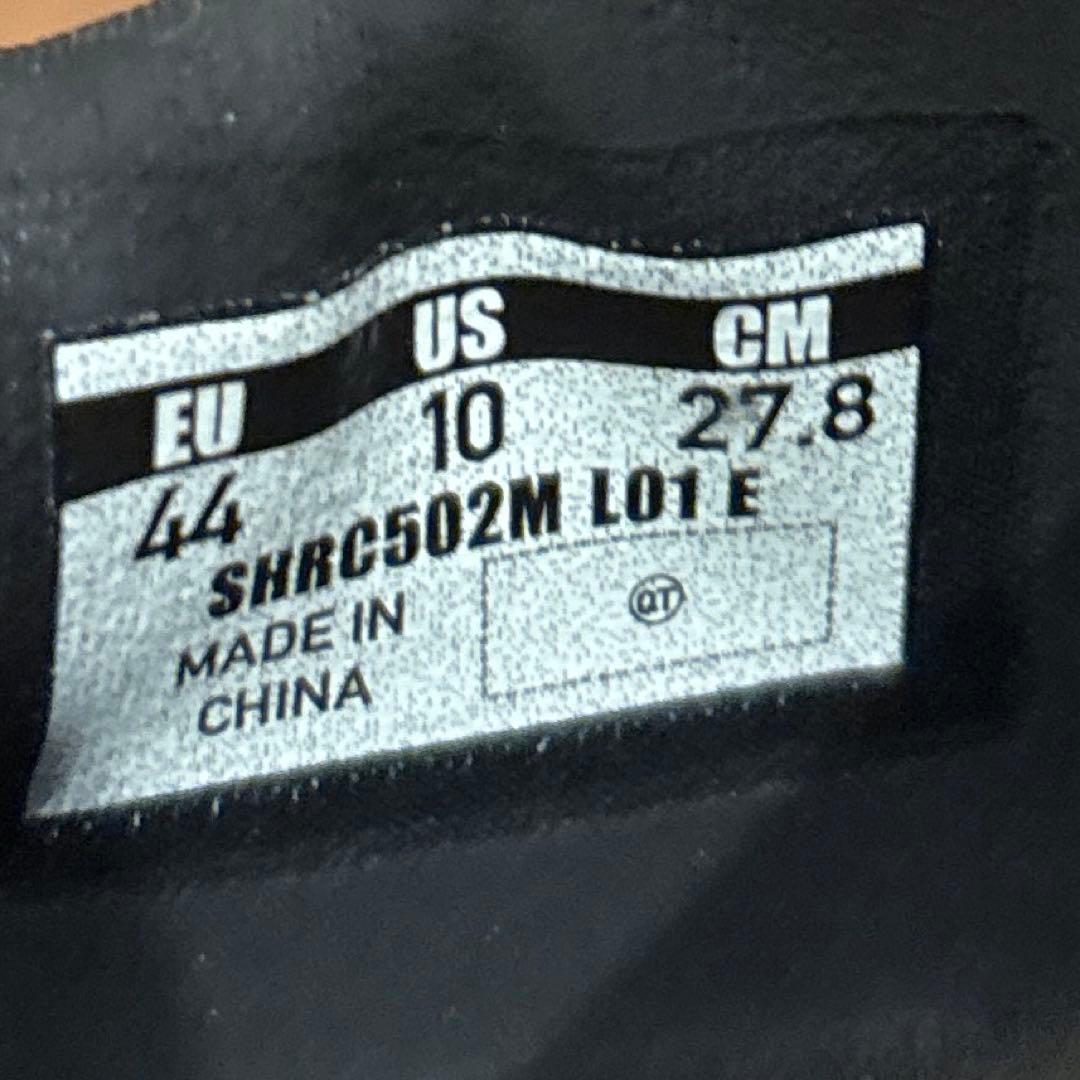 EU US CM
44 10 27.8
SHRC502M L01 E
MADE IN
CHINA
QT